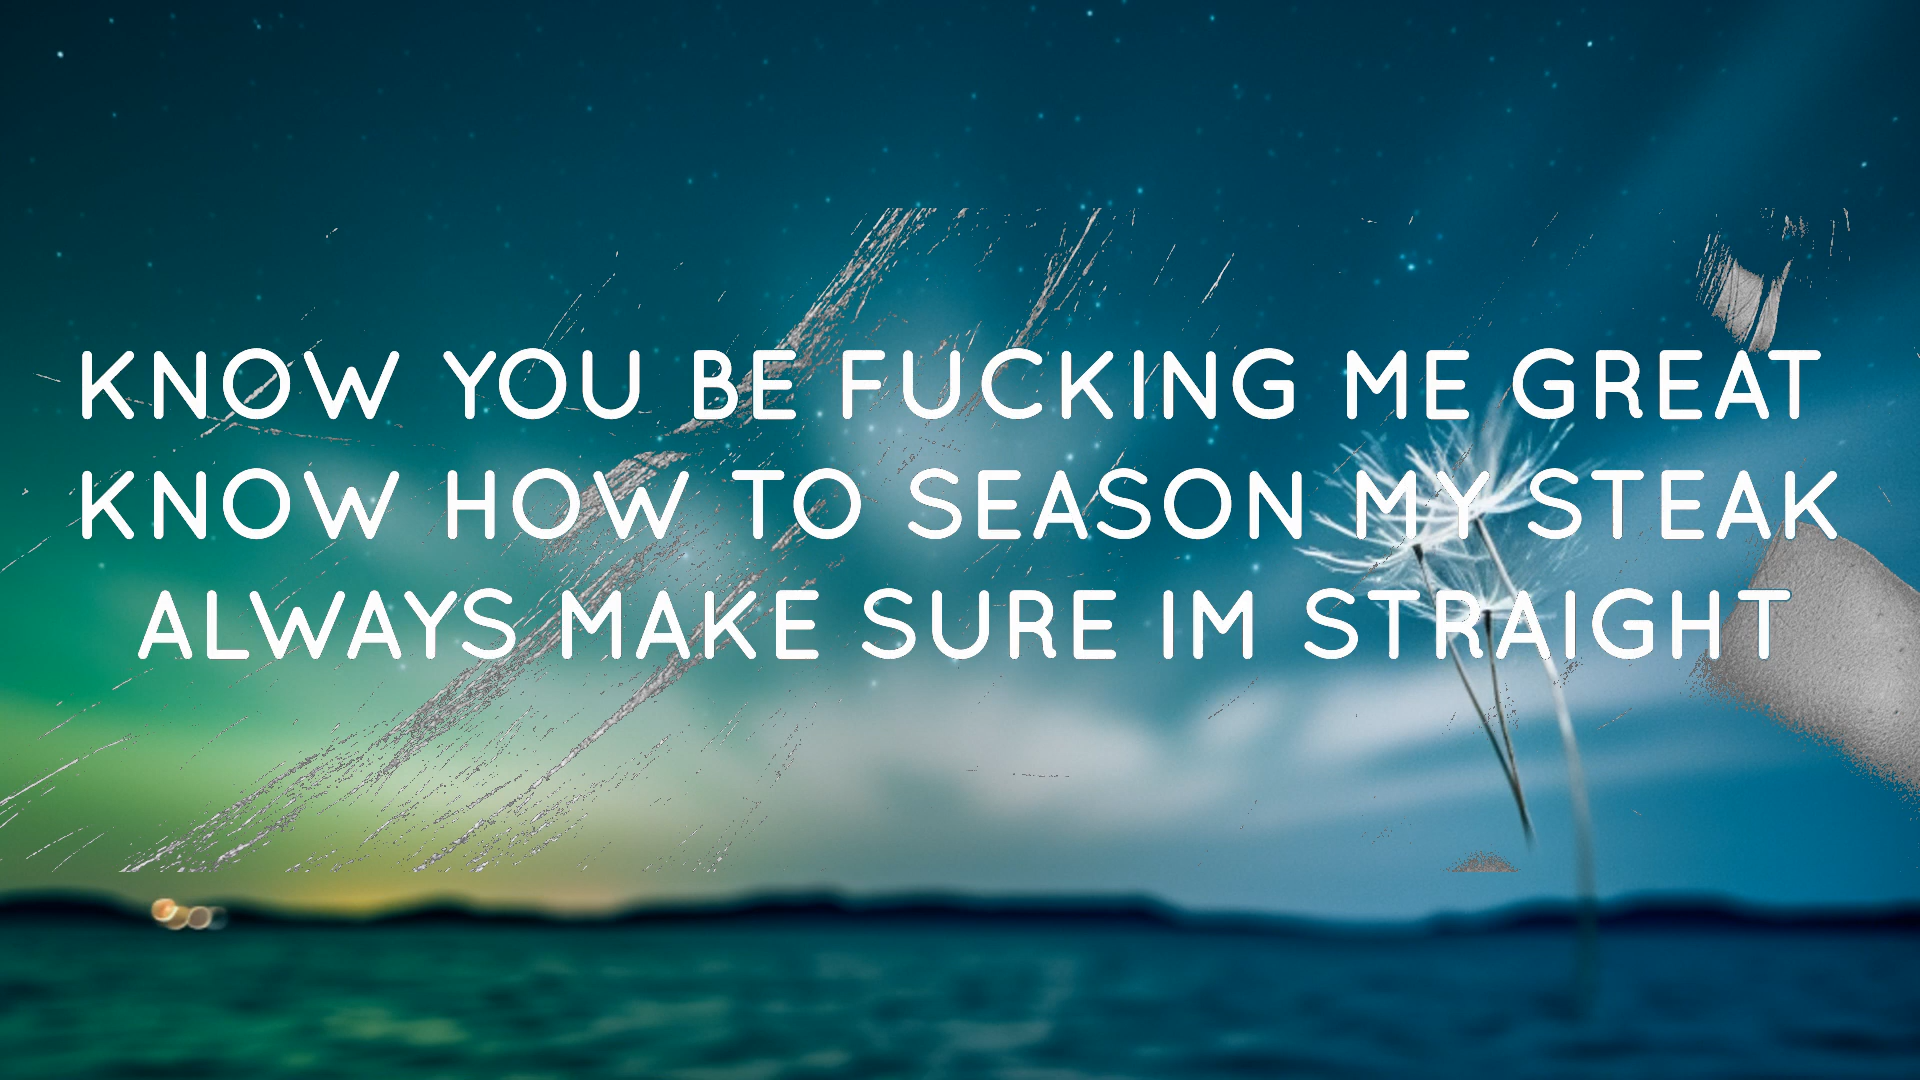 KNOW YOU BE FUCKING ME GREAT
KNOW HOW TO SEASON MY STEAK
ALWAYS MAKE SURE IM STRAIGHT